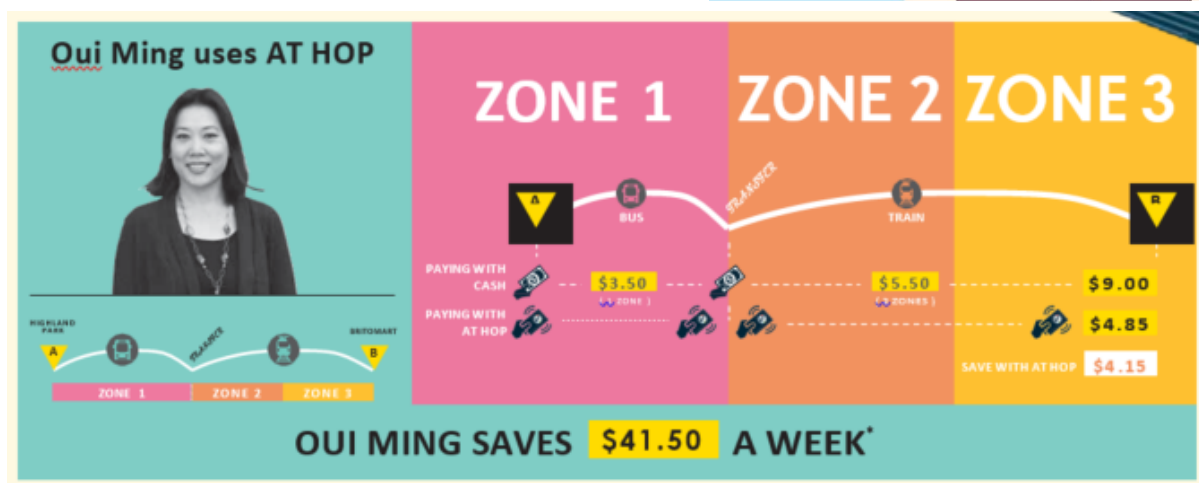 Oui Ming uses AT HOP
HIGHLAND
PARK
TRANSFER
BRITOMART
A
B
ZONE 1
ZONE 2
ZONE 3
ZONE 1
ZONE 2
ZONE 3
A
BUS
TRANSFER
TRAIN
B
PAYING WITH
CASH
$3.50
ZONE )
$5.50
ZONES )
$9.00
PAYING WITH
AT HOP
$4.85
SAVE WITH AT HOP
$4.15
OUI MING SAVES $41.50 A WEEK*